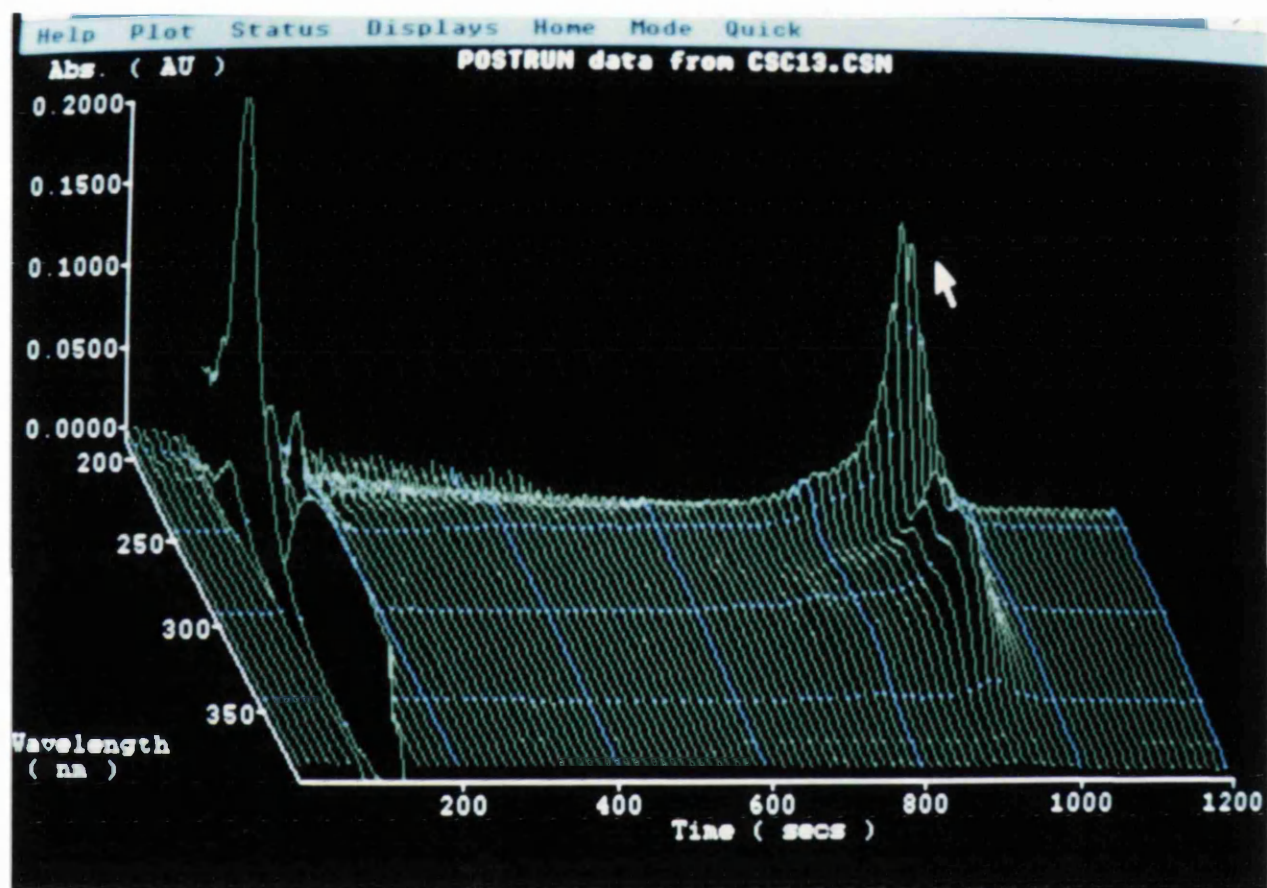 Help Plot Status Displays Home Mode Quick
Abs. ( AU )
POSTRUN data from CSC13.CSN
0.2000
0.1500
0.1000
0.0500
0.0000
200
250
300
350
Wavelength
( nm )
200 400 600 800 1000 1200
Time ( secs )